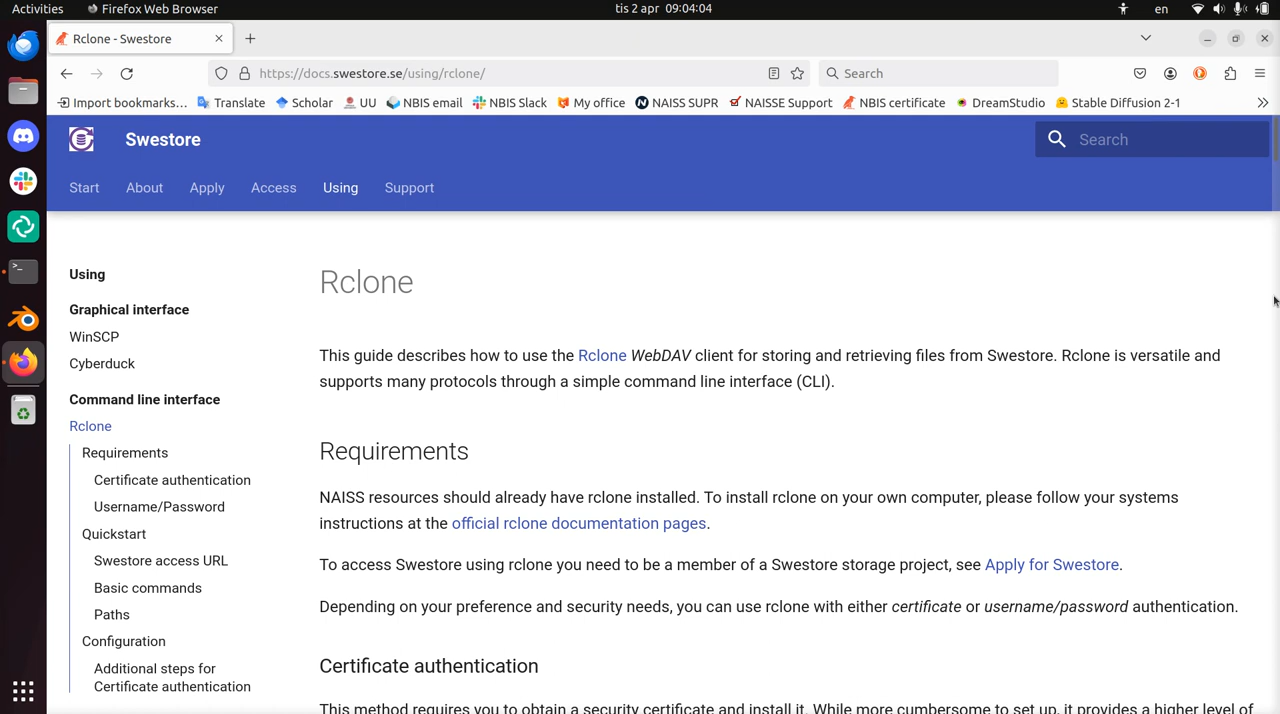 Activities
Firefox Web Browser
tis 2 apr 09:04:04
en
Rclone - Swestore
https://docs.swestore.se/using/rclone/
Search
Import bookmarks...
Translate
Scholar
UU
NBIS email
NBIS Slack
My office
NAISS SUPR
NAISSE Support
NBIS certificate
DreamStudio
Stable Diffusion 2-1
Swestore
Search
Start
About
Apply
Access
Using
Support
Using
Graphical interface
WinSCP
Cyberduck
Command line interface
Rclone
Requirements
Certificate authentication
Username/Password
Quickstart
Swestore access URL
Basic commands
Paths
Configuration
Additional steps for
Certificate authentication
Rclone
This guide describes how to use the Rclone WebDAV client for storing and retrieving files from Swestore. Rclone is versatile and
supports many protocols through a simple command line interface (CLI).
Requirements
NAISS resources should already have rclone installed. To install rclone on your own computer, please follow your systems
instructions at the official rclone documentation pages.
To access Swestore using rclone you need to be a member of a Swestore storage project, see Apply for Swestore.
Depending on your preference and security needs, you can use rclone with either certificate or username/password authentication.
Certificate authentication
This method requires you to obtain a security certificate and install it. While more cumbersome to set up, it provides a higher level of